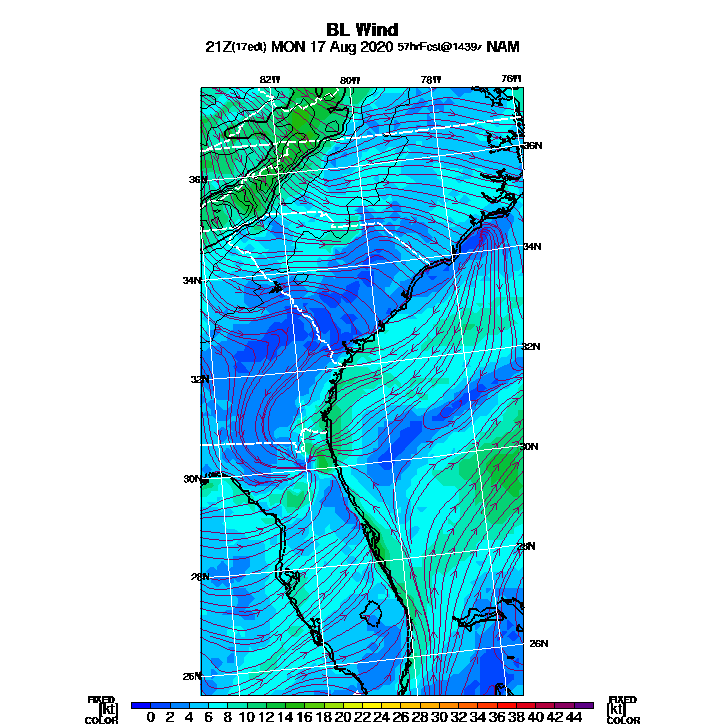 BL Wind
21Z(17edt) MON 17 Aug 2020 57hrFcst@1439z NAM
82W 80W 78W 76W
36N 36N
34N 34N
32N 32N
30N 30N
28N 28N
26N 26N
FIXED FIXED
[kt] 0 2 4 6 8 10 12 14 16 18 20 22 24 26 28 30 32 34 36 38 40 42 44 [kt]
COLOR COLOR